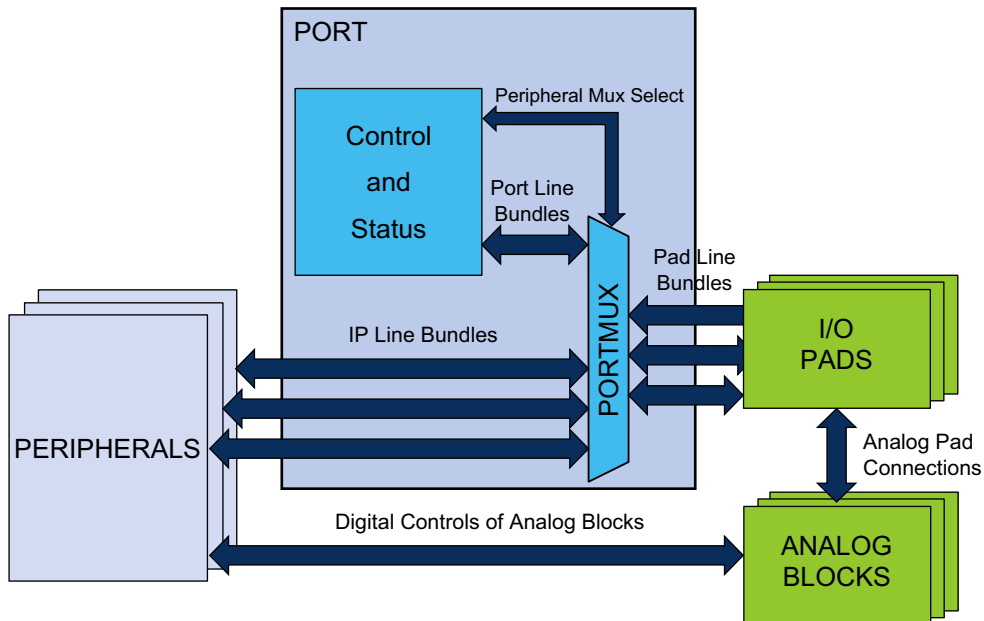 PORT
Peripheral Mux Select
Control
and
Status
Port Line
Bundles
Pad Line
Bundles
PORTMUX
I/O
PADS
IP Line Bundles
PERIPHERALS
Analog Pad
Connections
Digital Controls of Analog Blocks
ANALOG
BLOCKS